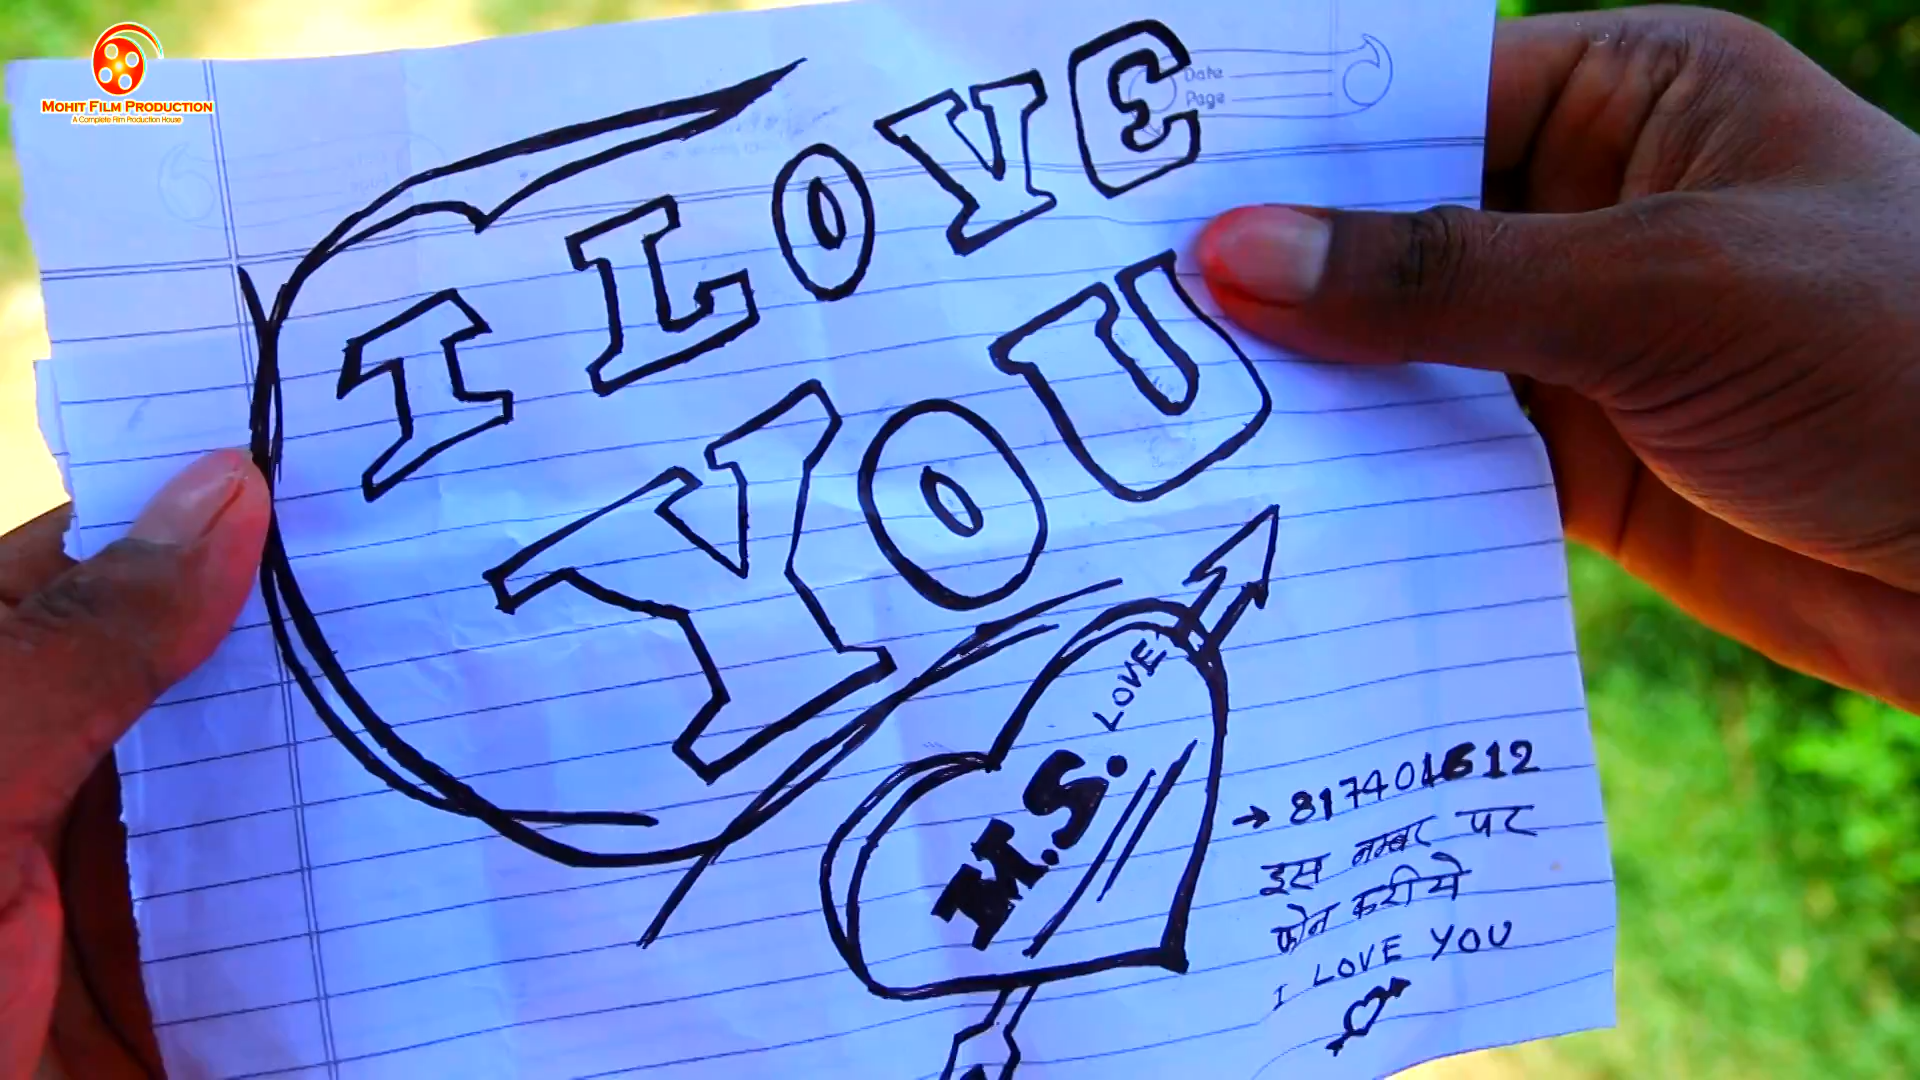 MOHIT FILM PRODUCTION
A Complete Film Production House
Date
Page
I LOVE
YOU
LOVE
M.S.
→ 817401612
इस नम्बर पर
फोन करीये
I LOVE YOU